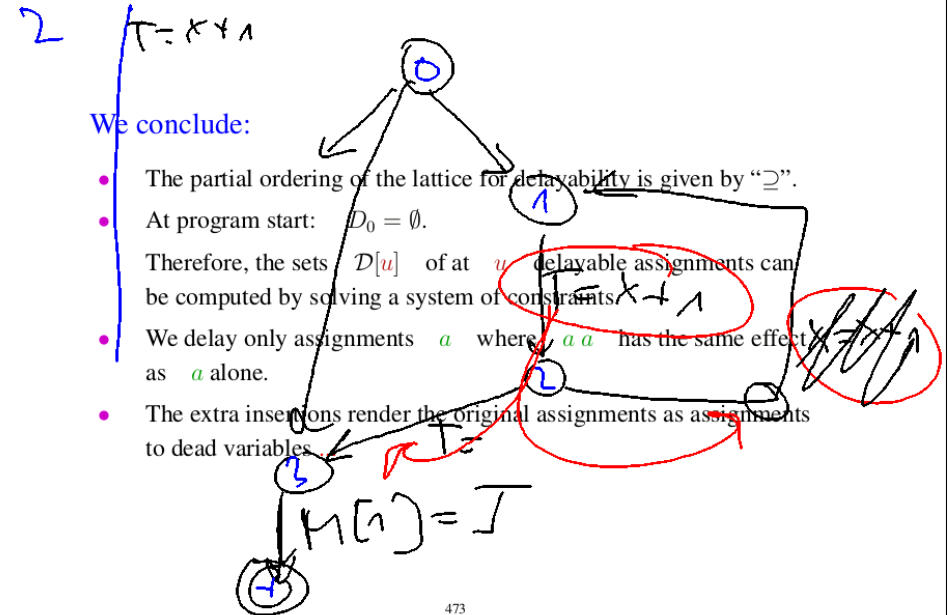 2
T = x + 1
0
We conclude:
• The partial ordering of the lattice for delayability is given by “⊇”.
1
• At program start: D₀ = ∅.
Therefore, the sets D[u] of at u delayable assignments can
T = x + 1
be computed by solving a system of constraints.
• We delay only assignments a where a a has the same effect
x = x + 1
as a alone.
2
• The extra insertions render the original assignments as assignments
to dead variables
T =
3
M[1] = T
473